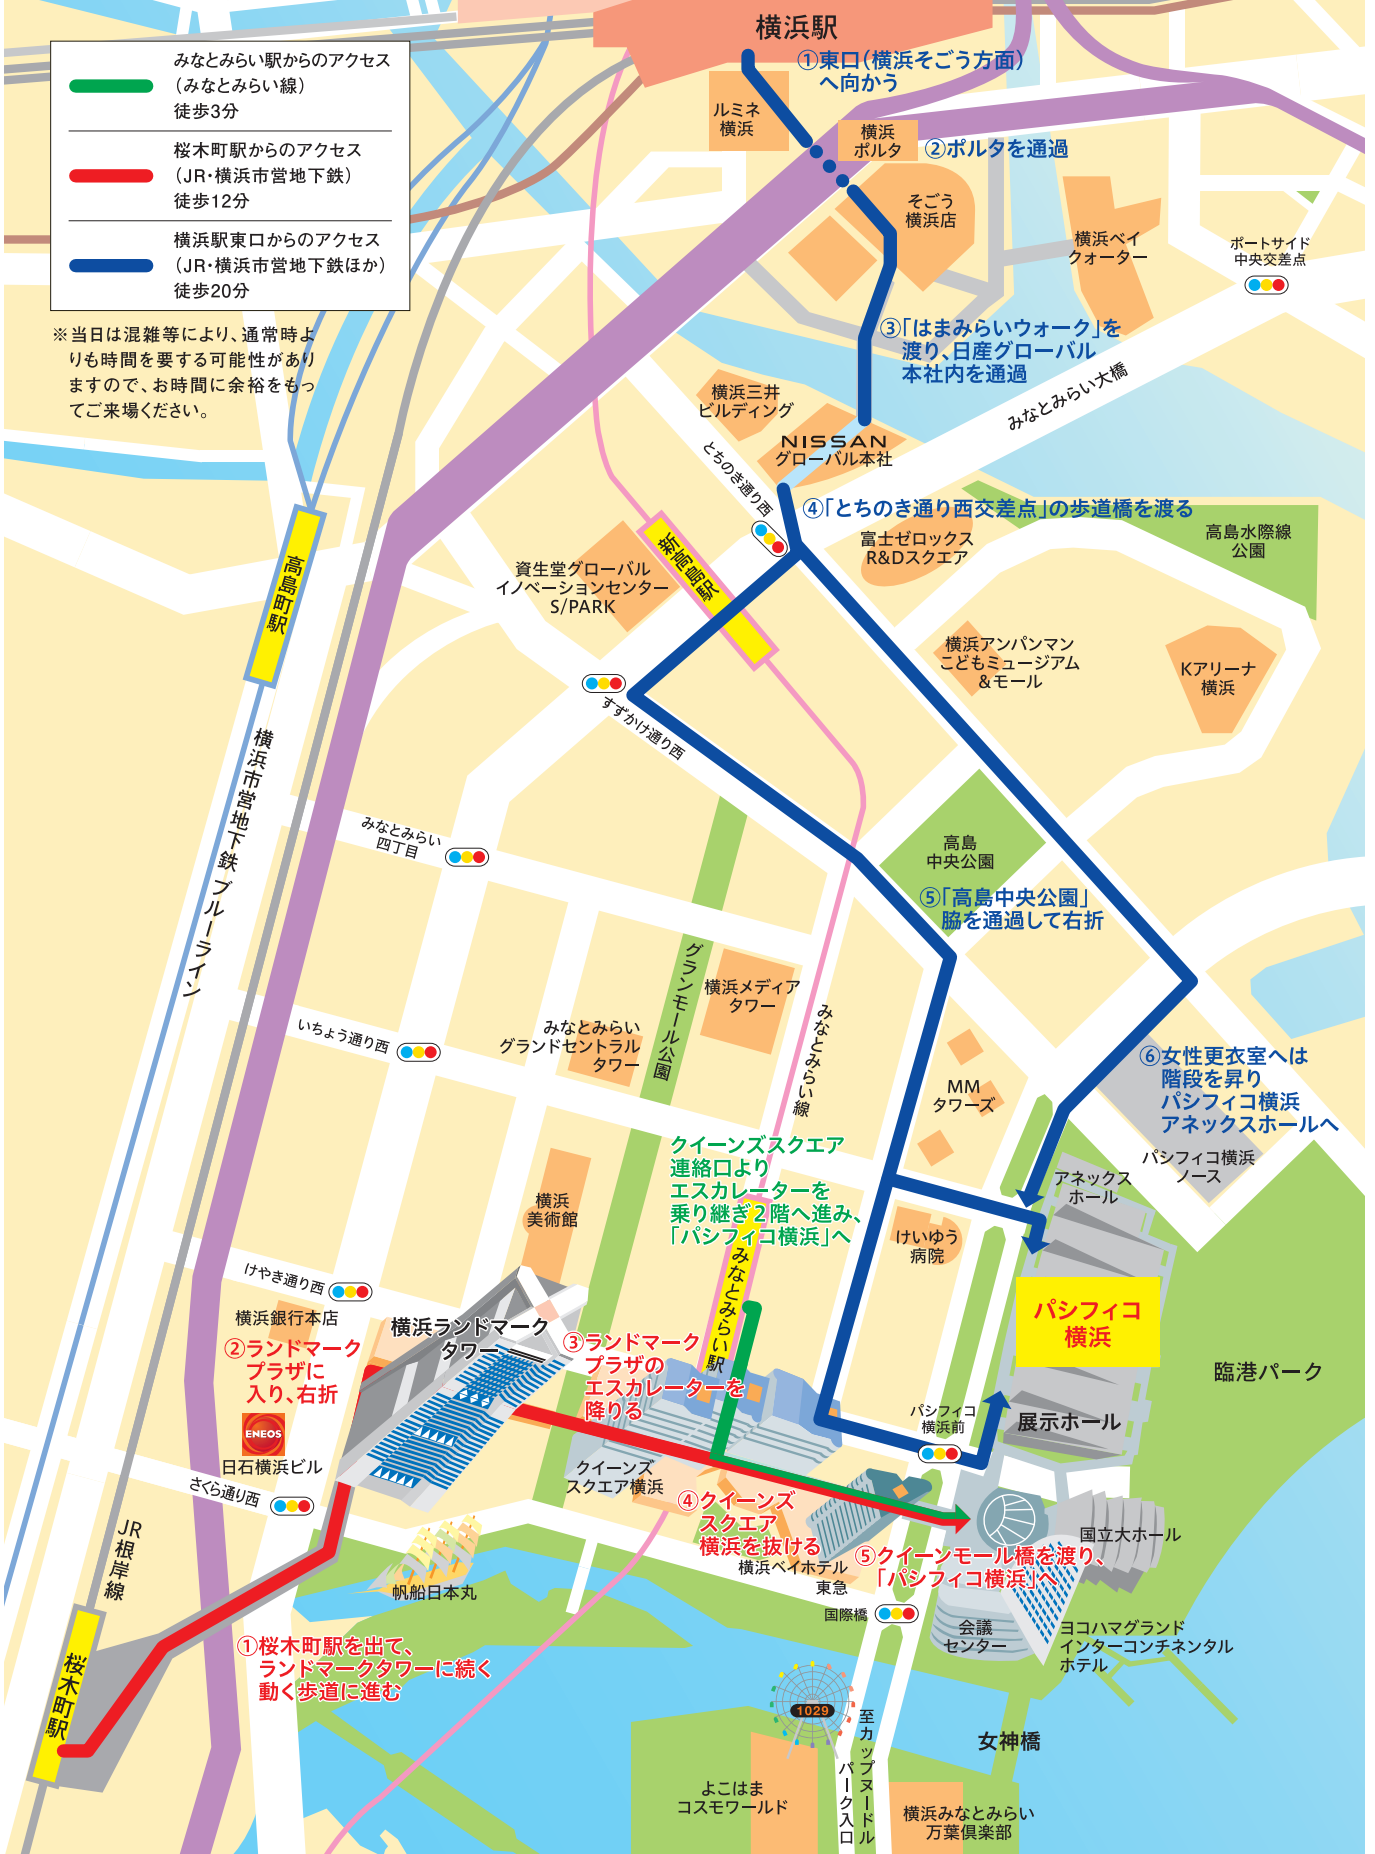 横浜駅
①東口(横浜そごう方面)
へ向かう
みなとみらい駅からのアクセス
(みなとみらい線)
徒歩3分
桜木町駅からのアクセス
(JR・横浜市営地下鉄)
徒歩12分
横浜駅東口からのアクセス
(JR・横浜市営地下鉄ほか)
徒歩20分
※当日は混雑等により、通常時よ
りも時間を要する可能性があり
ますので、お時間に余裕をもっ
てご来場ください。
ルミネ
横浜
横浜
ポルタ
②ポルタを通過
そごう
横浜店
横浜ベイ
クォーター
ポートサイド
中央交差点
③「はまみらいウォーク」を
渡り、日産グローバル
本社内を通過
みなとみらい大橋
横浜三井
ビルディング
NISSAN
グローバル本社
とちのき通り西
④「とちのき通り西交差点」の歩道橋を渡る
富士ゼロックス
R&Dスクエア
高島水際線
公園
高島町駅
新高島駅
資生堂グローバル
イノベーションセンター
S/PARK
横浜アンパンマン
こどもミュージアム
&モール
Kアリーナ
横浜
すずかけ通り西
横浜市営地下鉄 ブルーライン
みなとみらい
四丁目
高島
中央公園
⑤「高島中央公園」
脇を通過して右折
グランモール公園
横浜メディア
タワー
みなとみらい線
いちょう通り西
みなとみらい
グランドセントラル
タワー
MM
タワーズ
⑥女性更衣室へは
階段を昇り
パシフィコ横浜
アネックスホールへ
パシフィコ横浜
ノース
アネックス
ホール
クイーンズスクエア
連絡口より
エスカレーターを
乗り継ぎ2階へ進み、
「パシフィコ横浜」へ
横浜
美術館
けいゆう
病院
みなとみらい駅
けやき通り西
横浜銀行本店
横浜ランドマーク
タワー
パシフィコ
横浜
臨港パーク
②ランドマーク
プラザに
入り、右折
③ランドマーク
プラザの
エスカレーターを
降りる
パシフィコ
横浜前
展示ホール
ENEOS
日石横浜ビル
さくら通り西
クイーンズ
スクエア横浜
④クイーンズ
スクエア
横浜を抜ける
横浜ベイホテル
東急
⑤クイーンモール橋を渡り、
「パシフィコ横浜」へ
国立大ホール
JR根岸線
帆船日本丸
国際橋
会議
センター
ヨコハマグランド
インターコンチネンタル
ホテル
①桜木町駅を出て、
ランドマークタワーに続く
動く歩道に進む
桜木町駅
1029
至カップヌードル
パーク入口
女神橋
よこはま
コスモワールド
横浜みなとみらい
万葉倶楽部